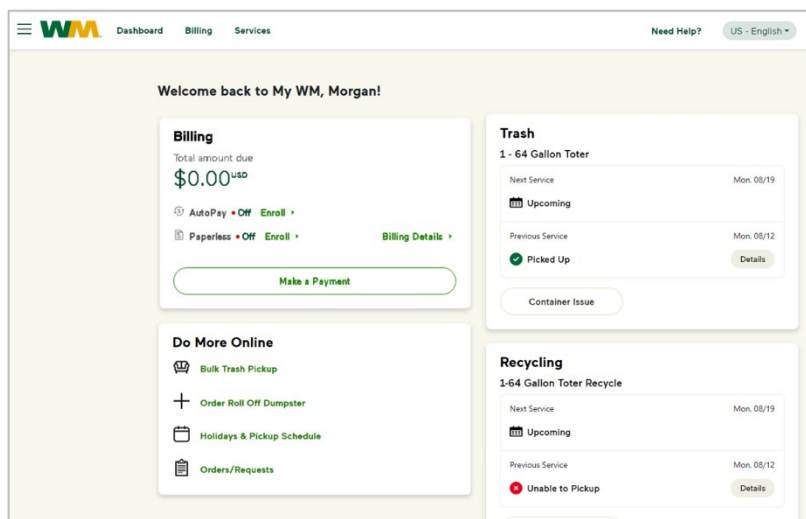 WM Dashboard Billing Services Need Help? US - English
Welcome back to My WM, Morgan!
Billing
Total amount due
$0.00 USD
AutoPay • Off Enroll
Paperless • Off Enroll Billing Details
Make a Payment
Do More Online
Bulk Trash Pickup
Order Roll Off Dumpster
Holidays & Pickup Schedule
Orders/Requests
Trash
1 - 64 Gallon Toter
Next Service Mon. 08/19
Upcoming
Previous Service Mon. 08/12
Picked Up Details
Container Issue
Recycling
1-64 Gallon Toter Recycle
Next Service Mon. 08/19
Upcoming
Previous Service Mon. 08/12
Unable to Pickup Details